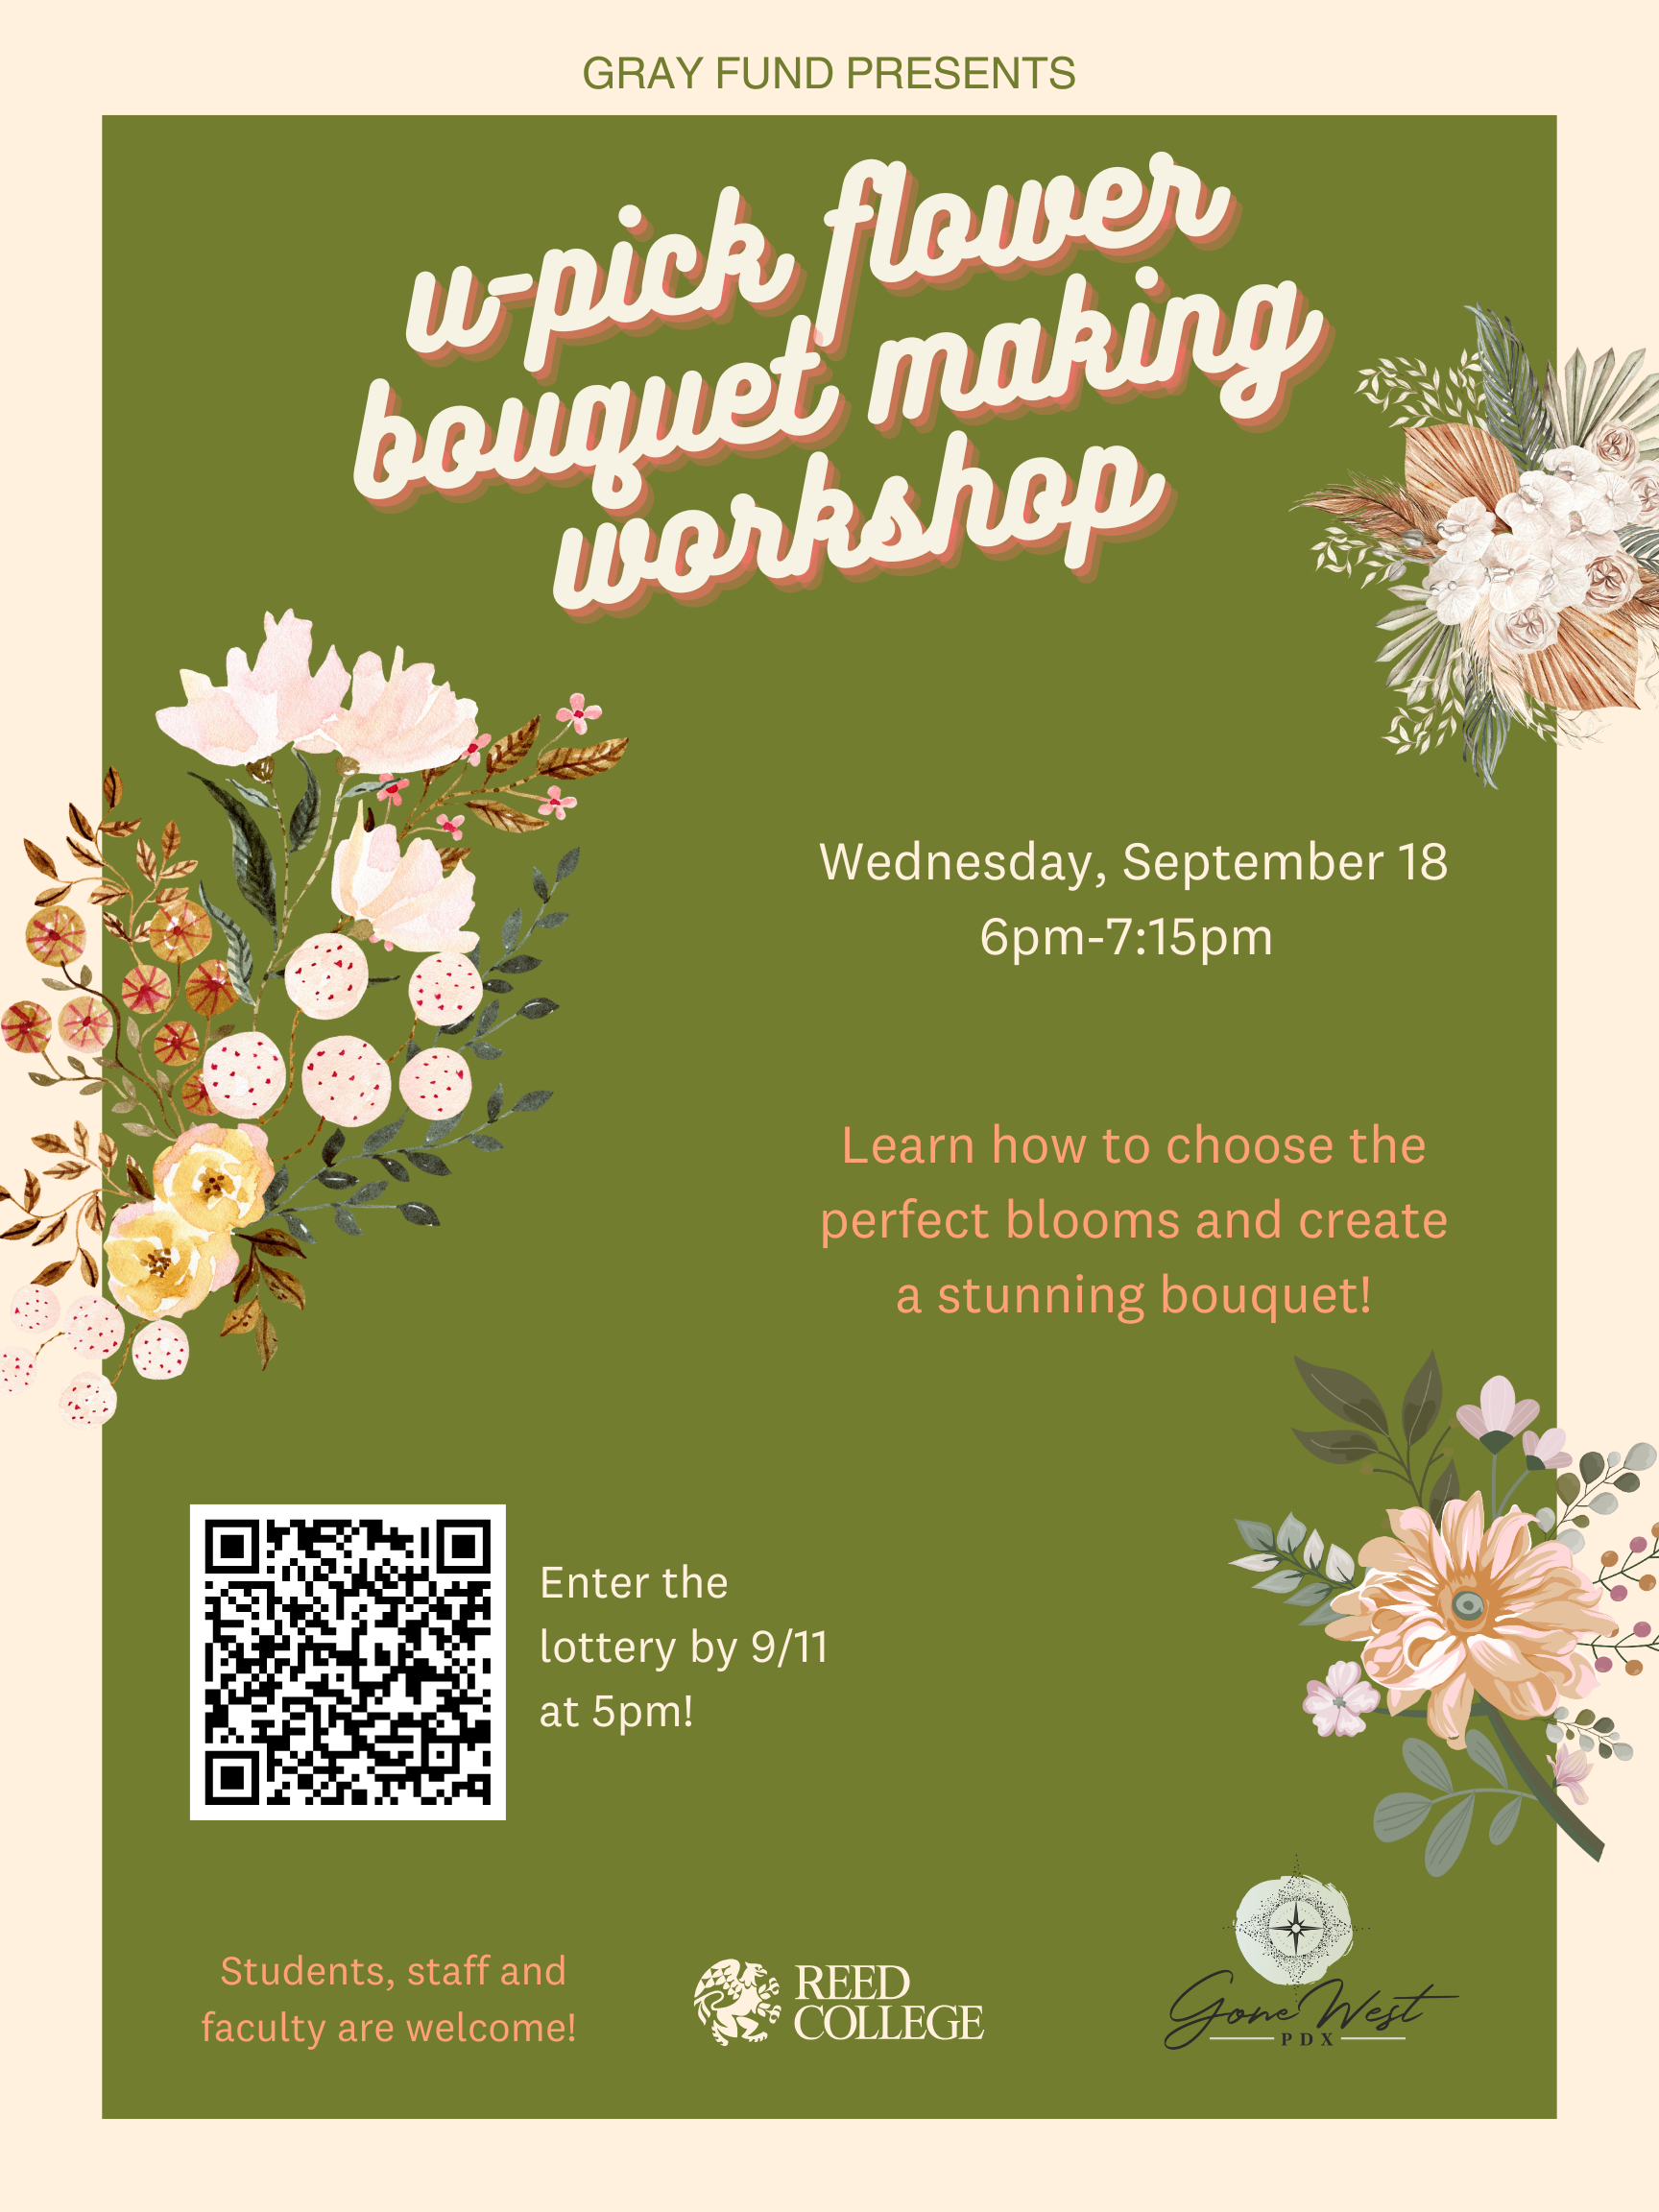 GRAY FUND PRESENTS
u-pick flower
bouquet making
workshop
Wednesday, September 18
6pm-7:15pm
Learn how to choose the
perfect blooms and create
a stunning bouquet!
Enter the
lottery by 9/11
at 5pm!
Students, staff and
faculty are welcome!
REED
COLLEGE
Gone West
PDX